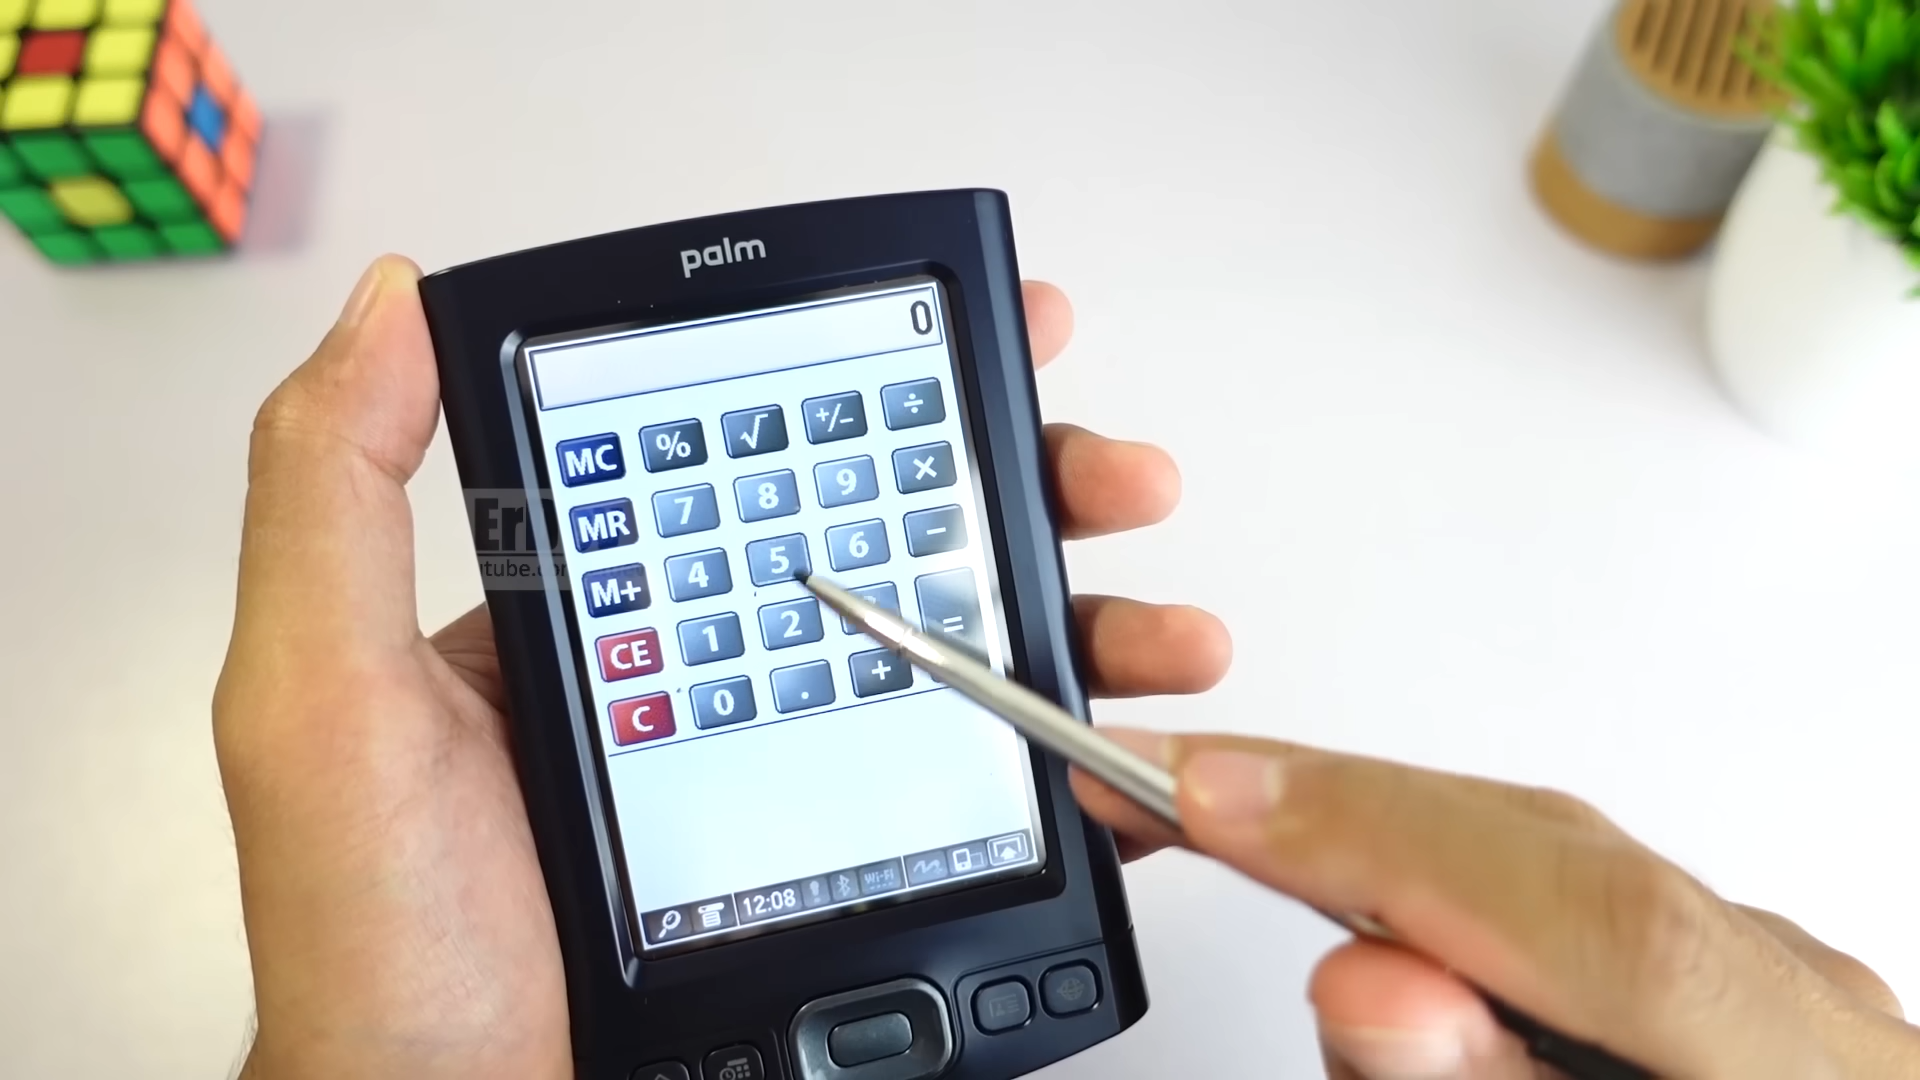 palm
0
MC % √ +/− ÷
MR 7 8 9 ×
M+ 4 5 6 −
CE 1 2 =
C 0 . +
12:08 Wi-Fi